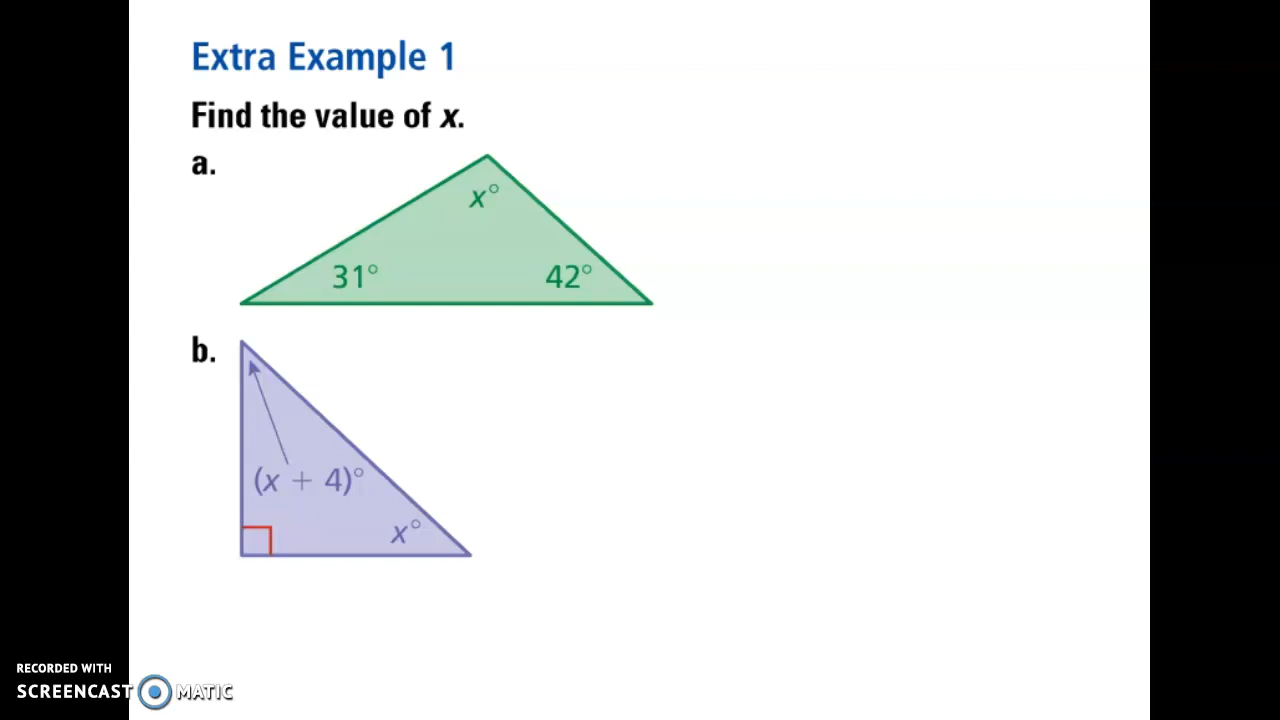 Extra Example 1
Find the value of x.
a.
x°
31°
42°
b.
(x + 4)°
x°
RECORDED WITH
SCREENCAST MATIC